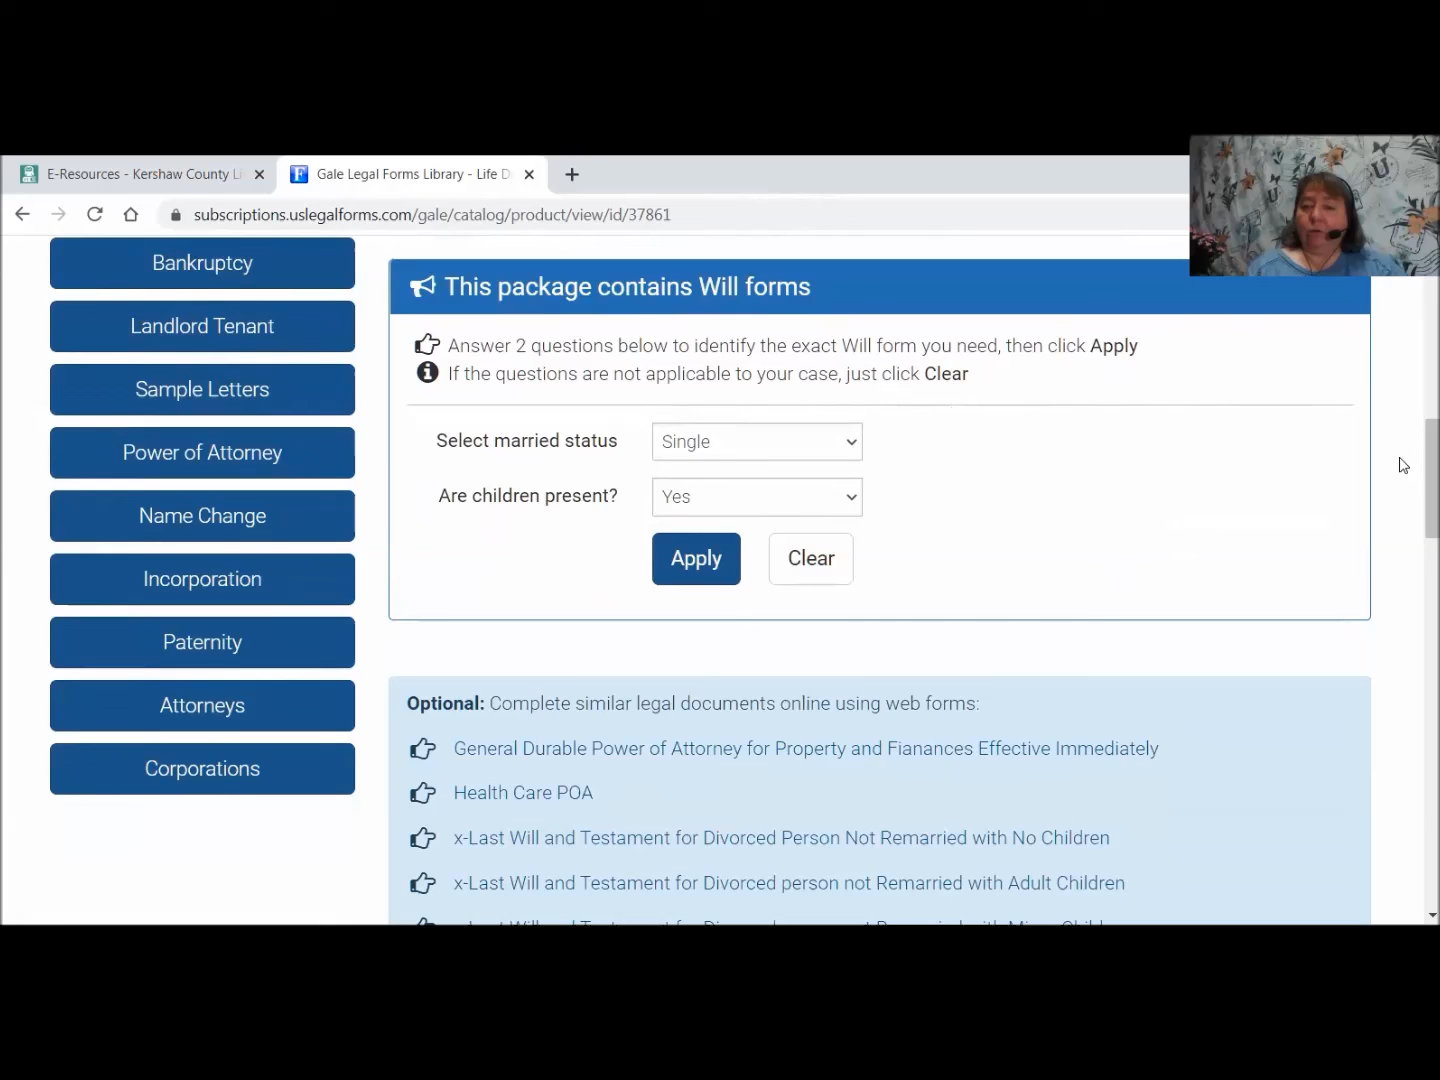 E-Resources - Kershaw County Li
Gale Legal Forms Library - Life D
subscriptions.uslegalforms.com/gale/catalog/product/view/id/37861
Bankruptcy
Landlord Tenant
Sample Letters
Power of Attorney
Name Change
Incorporation
Paternity
Attorneys
Corporations
This package contains Will forms
Answer 2 questions below to identify the exact Will form you need, then click Apply
If the questions are not applicable to your case, just click Clear
Select married status Single
Are children present? Yes
Apply Clear
Optional: Complete similar legal documents online using web forms:
General Durable Power of Attorney for Property and Fianances Effective Immediately
Health Care POA
x-Last Will and Testament for Divorced Person Not Remarried with No Children
x-Last Will and Testament for Divorced person not Remarried with Adult Children